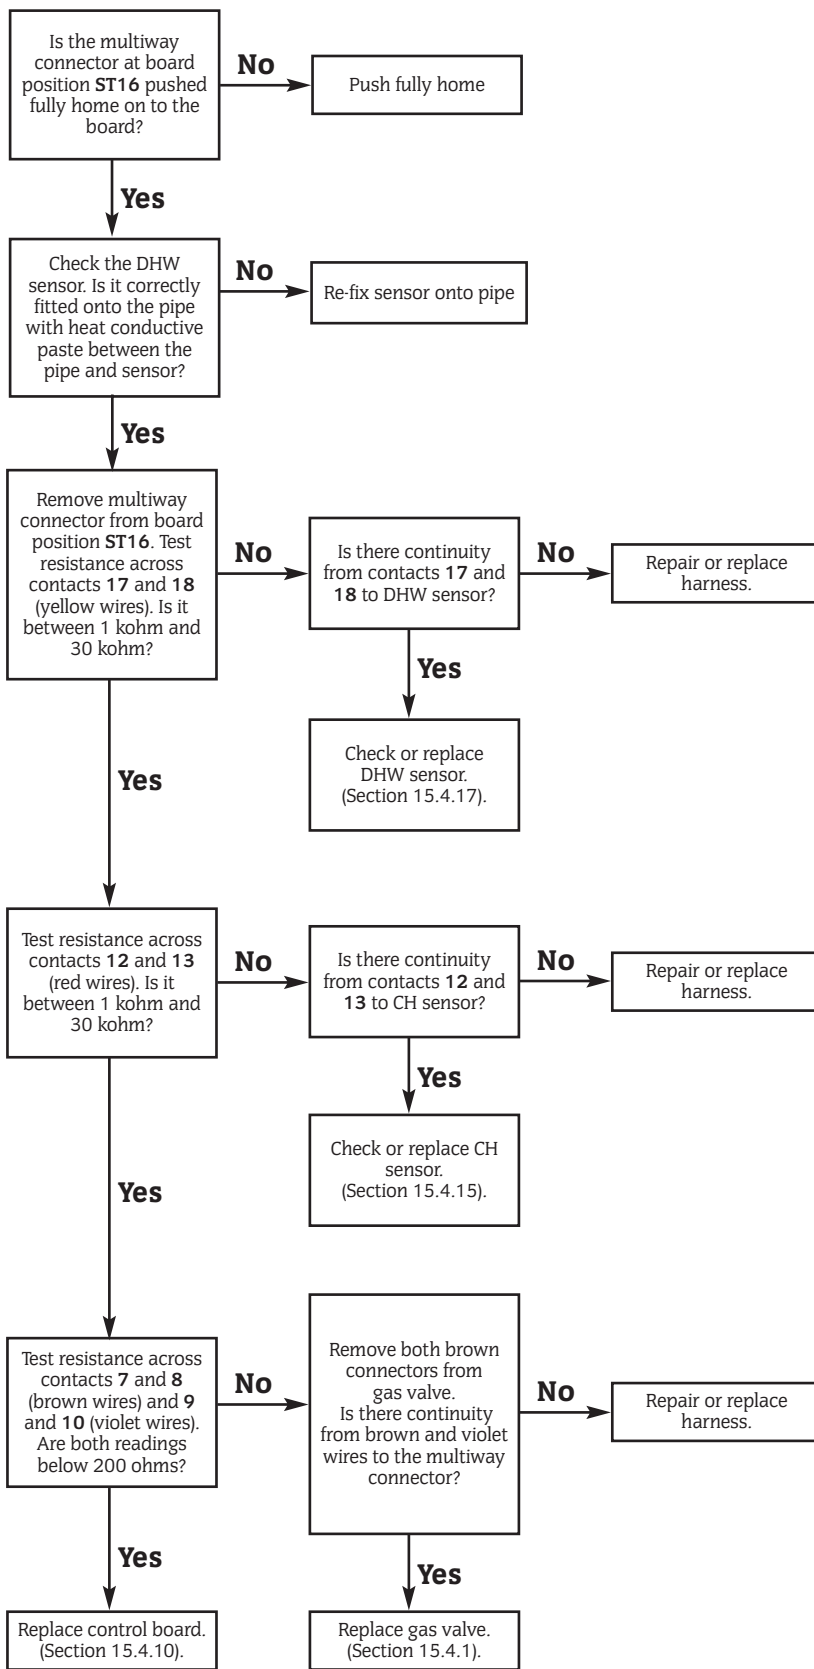 Is the multiway
connector at board
position ST16 pushed
fully home on to the
board?
No
Push fully home
Yes
Check the DHW
sensor. Is it correctly
fitted onto the pipe
with heat conductive
paste between the
pipe and sensor?
No
Re-fix sensor onto pipe
Yes
Remove multiway
connector from board
position ST16. Test
resistance across
contacts 17 and 18
(yellow wires). Is it
between 1 kohm and
30 kohm?
No
Is there continuity
from contacts 17 and
18 to DHW sensor?
No
Repair or replace
harness.
Yes
Check or replace
DHW sensor.
(Section 15.4.17).
Yes
Test resistance across
contacts 12 and 13
(red wires). Is it
between 1 kohm and
30 kohm?
No
Is there continuity
from contacts 12 and
13 to CH sensor?
No
Repair or replace
harness.
Yes
Check or replace CH
sensor.
(Section 15.4.15).
Yes
Test resistance across
contacts 7 and 8
(brown wires) and 9
and 10 (violet wires).
Are both readings
below 200 ohms?
No
Remove both brown
connectors from
gas valve.
Is there continuity
from brown and violet
wires to the multiway
connector?
No
Repair or replace
harness.
Yes
Replace control board.
(Section 15.4.10).
Yes
Replace gas valve.
(Section 15.4.1).